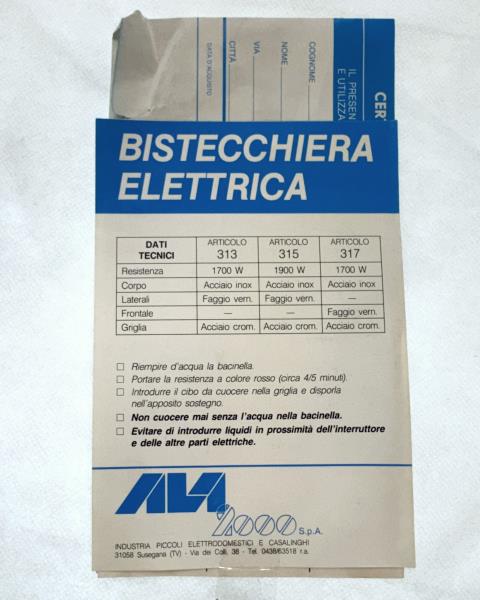 CERT
IL PRESEN
E UTILIZZA
COGNOME
NOME
VIA
CITTÀ
DATA D'ACQUISTO
BISTECCHIERA
ELETTRICA
DATI TECNICI ARTICOLO 313 ARTICOLO 315 ARTICOLO 317
Resistenza 1700 W 1900 W 1700 W
Corpo Acciaio inox Acciaio inox Acciaio inox
Laterali Faggio vern. Faggio vern. —
Frontale — — Faggio vern.
Griglia Acciaio crom. Acciaio crom. Acciaio crom.
Riempire d'acqua la bacinella.
Portare la resistenza a colore rosso (circa 4/5 minuti).
Introdurre il cibo da cuocere nella griglia e disporla
nell'apposito sostegno.
Non cuocere mai senza l'acqua nella bacinella.
Evitare di introdurre liquidi in prossimità dell'interruttore
e delle altre parti elettriche.
2000 S.p.A.
INDUSTRIA PICCOLI ELETTRODOMESTICI E CASALINGHI
31058 Susegana (TV) - Via dei Colli, 38 - Tel. 0438/63518 r.a.